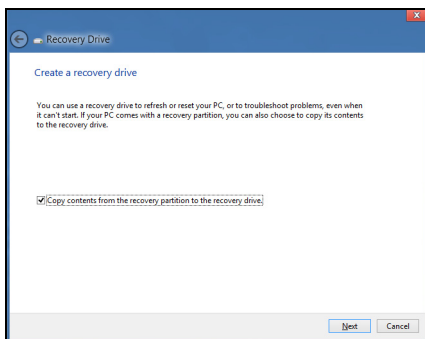 Recovery Drive
Create a recovery drive
You can use a recovery drive to refresh or reset your PC, or to troubleshoot problems, even when
it can't start. If your PC comes with a recovery partition, you can also choose to copy its contents
to the recovery drive.
Copy contents from the recovery partition to the recovery drive.
Next Cancel